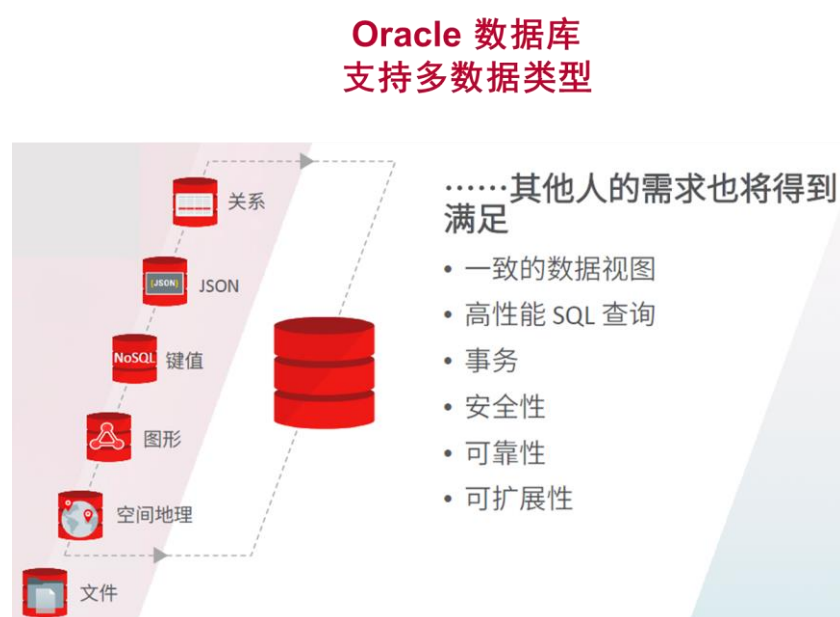 Oracle 数据库
支持多数据类型
关系
{JSON}
JSON
NoSQL
键值
图形
空间地理
文件
……其他人的需求也将得到
满足
• 一致的数据视图
• 高性能 SQL 查询
• 事务
• 安全性
• 可靠性
• 可扩展性